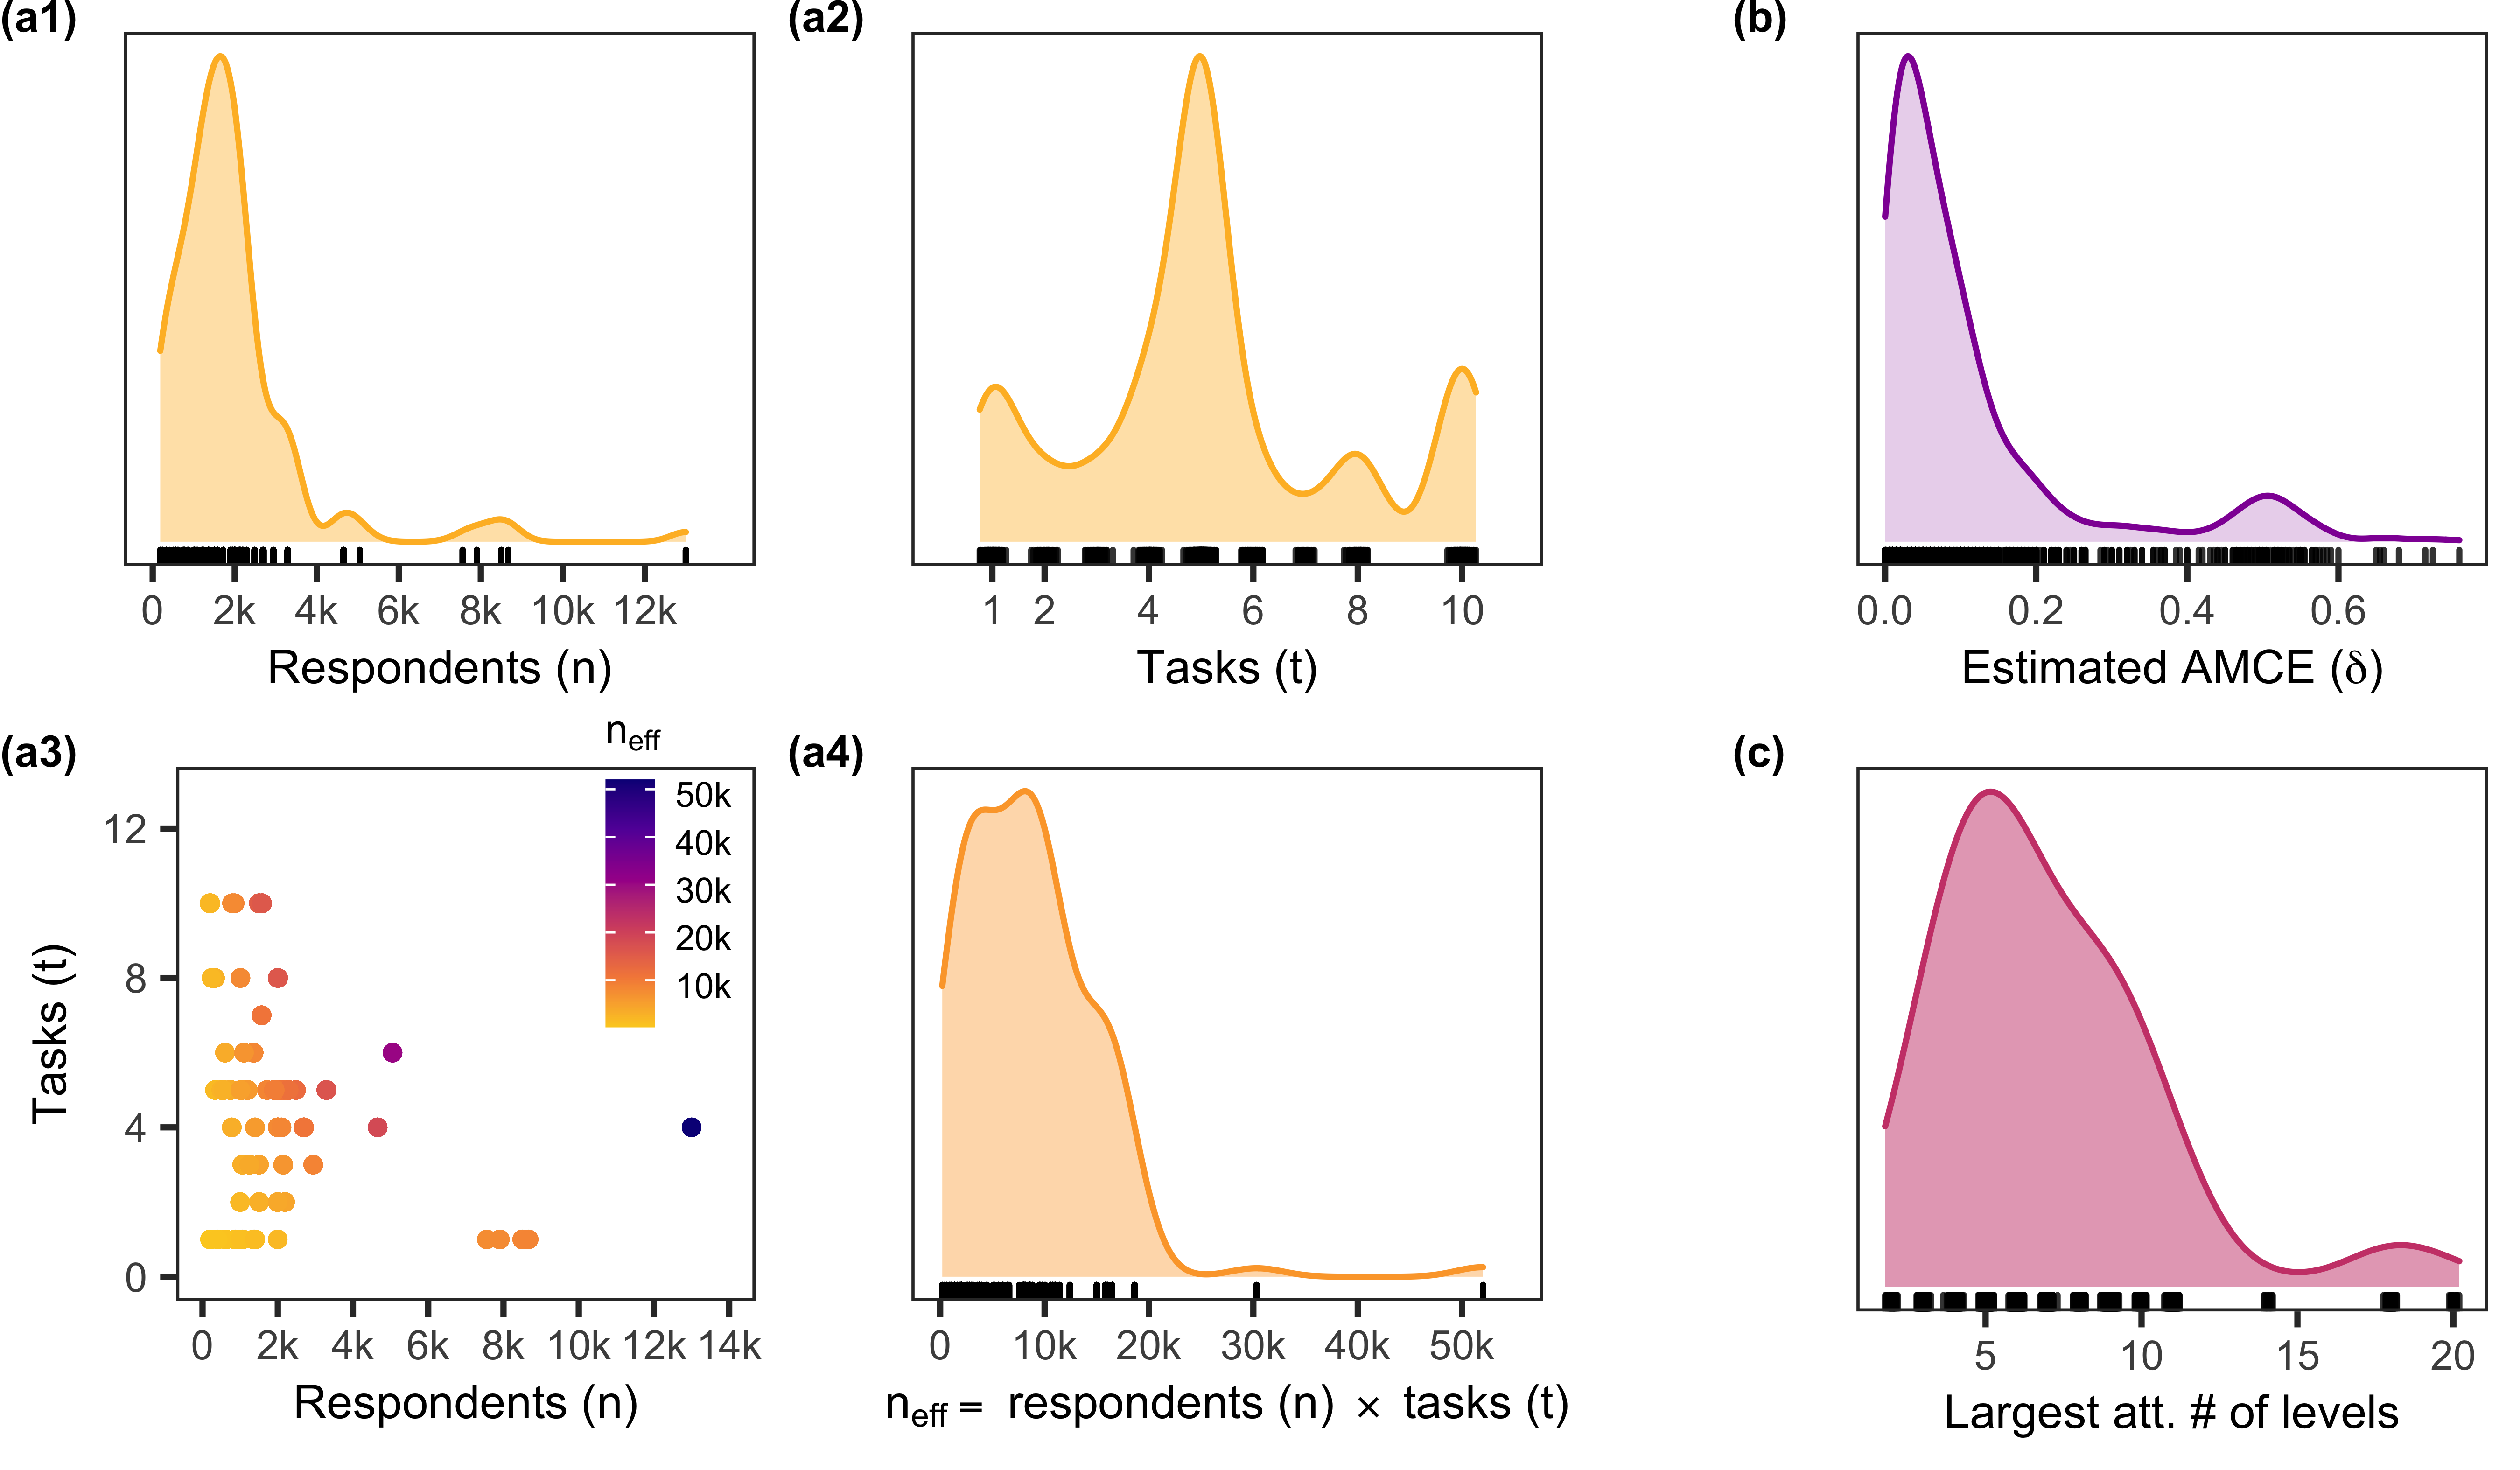 (a1)
0 2k 4k 6k 8k 10k 12k
Respondents (n)
(a2)
1 2 4 6 8 10
Tasks (t)
(b)
0.0 0.2 0.4 0.6
Estimated AMCE (δ)
(a3)
neff
50k
40k
30k
20k
10k
12
8
4
0
Tasks (t)
0 2k 4k 6k 8k 10k 12k 14k
Respondents (n)
(a4)
0 10k 20k 30k 40k 50k
neff = respondents (n) × tasks (t)
(c)
5 10 15 20
Largest att. # of levels